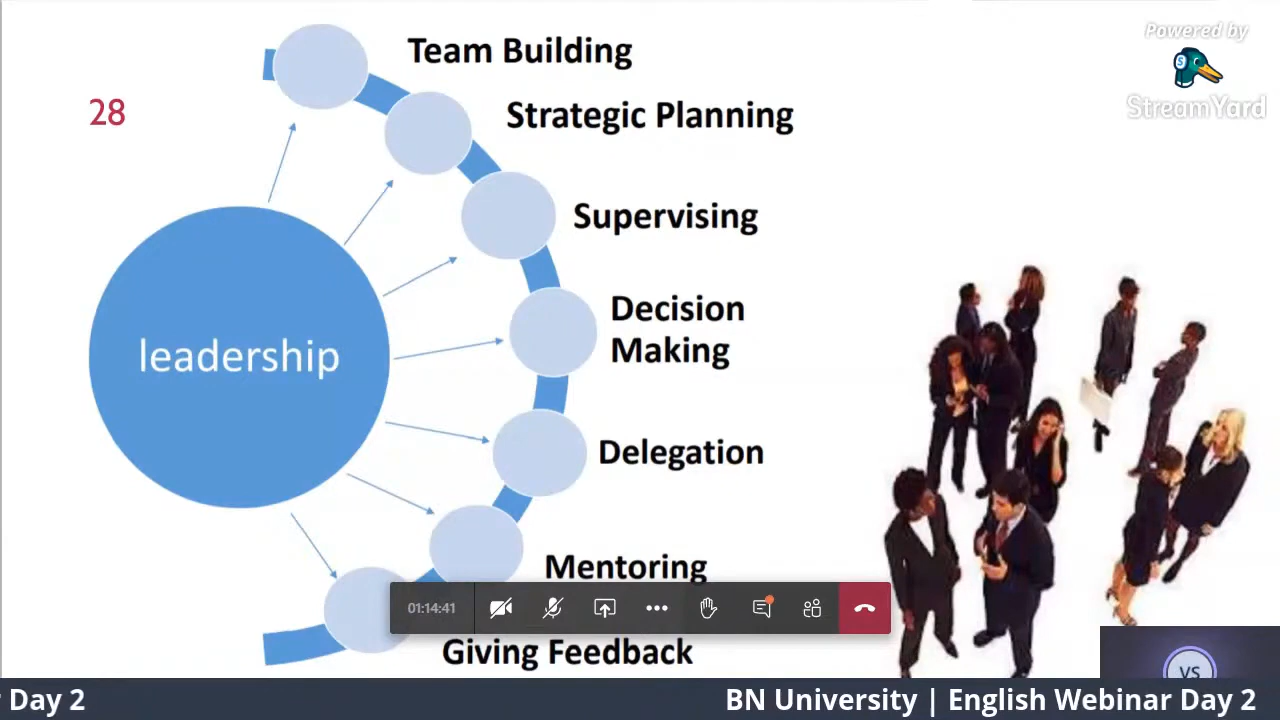 Powered by
StreamYard
28
Team Building
Strategic Planning
Supervising
leadership
Decision
Making
Delegation
Mentoring
01:14:41
Giving Feedback
VS
Day 2
BN University | English Webinar Day 2